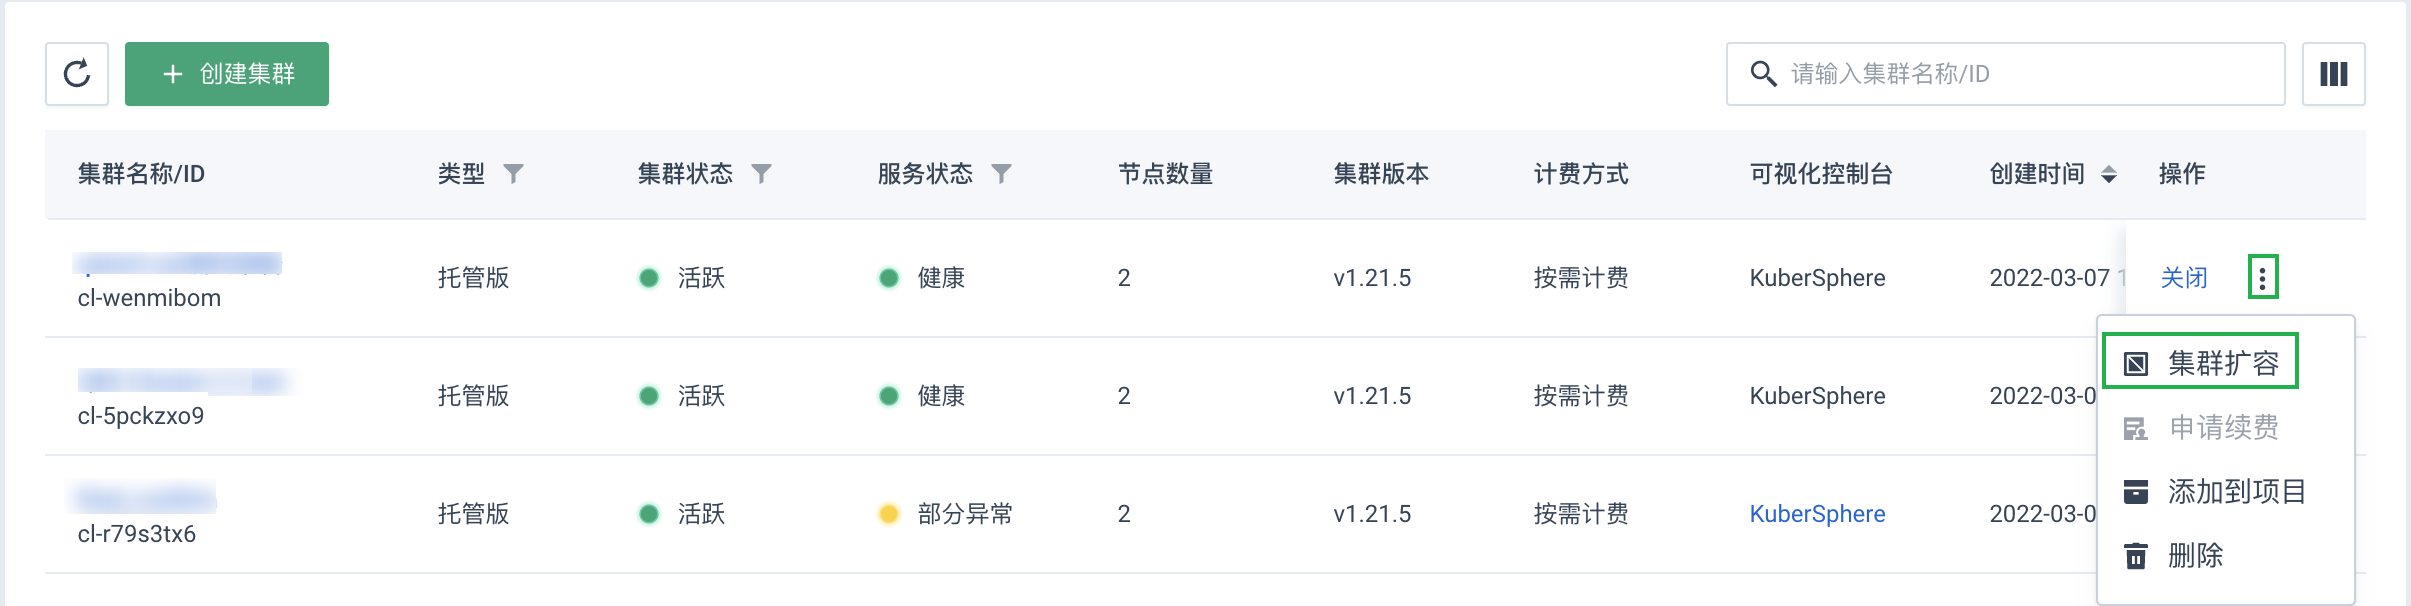 创建集群
请输入集群名称/ID
集群名称/ID 类型 集群状态 服务状态 节点数量 集群版本 计费方式 可视化控制台 创建时间 操作
cl-wenmibom 托管版 活跃 健康 2 v1.21.5 按需计费 KuberSphere 2022-03-07 关闭
cl-5pckzxo9 托管版 活跃 健康 2 v1.21.5 按需计费 KuberSphere 2022-03-0
cl-r79s3tx6 托管版 活跃 部分异常 2 v1.21.5 按需计费 KuberSphere 2022-03-0
集群扩容
申请续费
添加到项目
删除